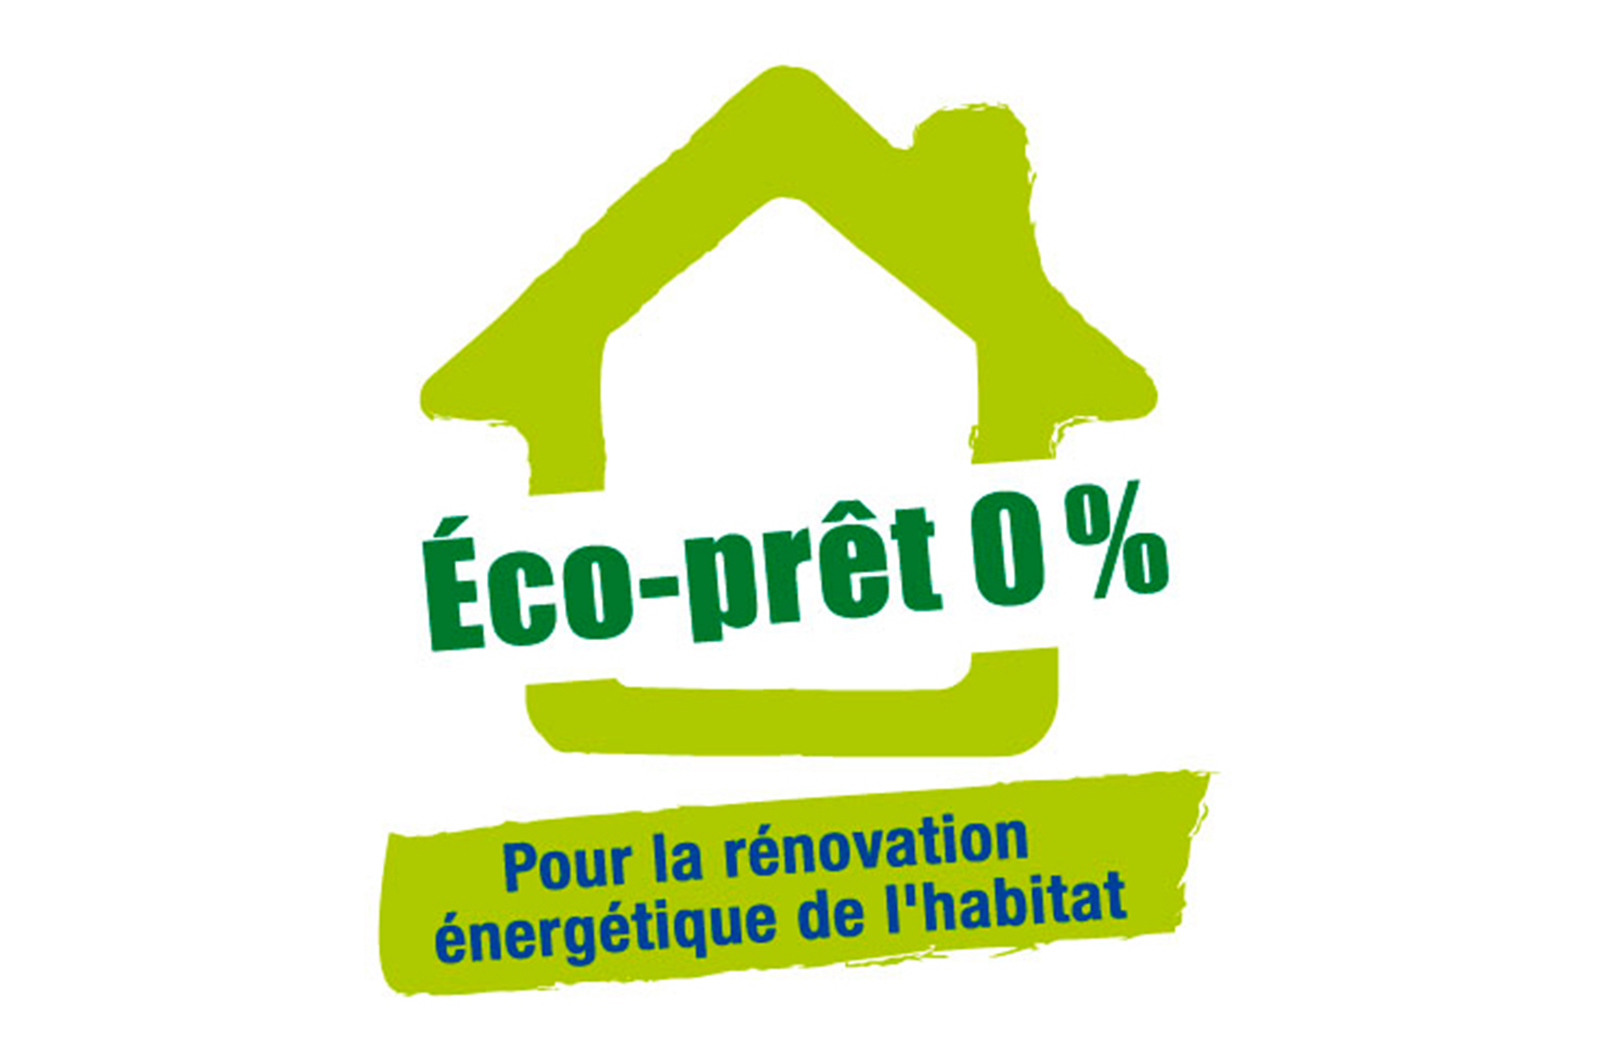 Éco-prêt 0 %
Pour la rénovation
énergétique de l'habitat